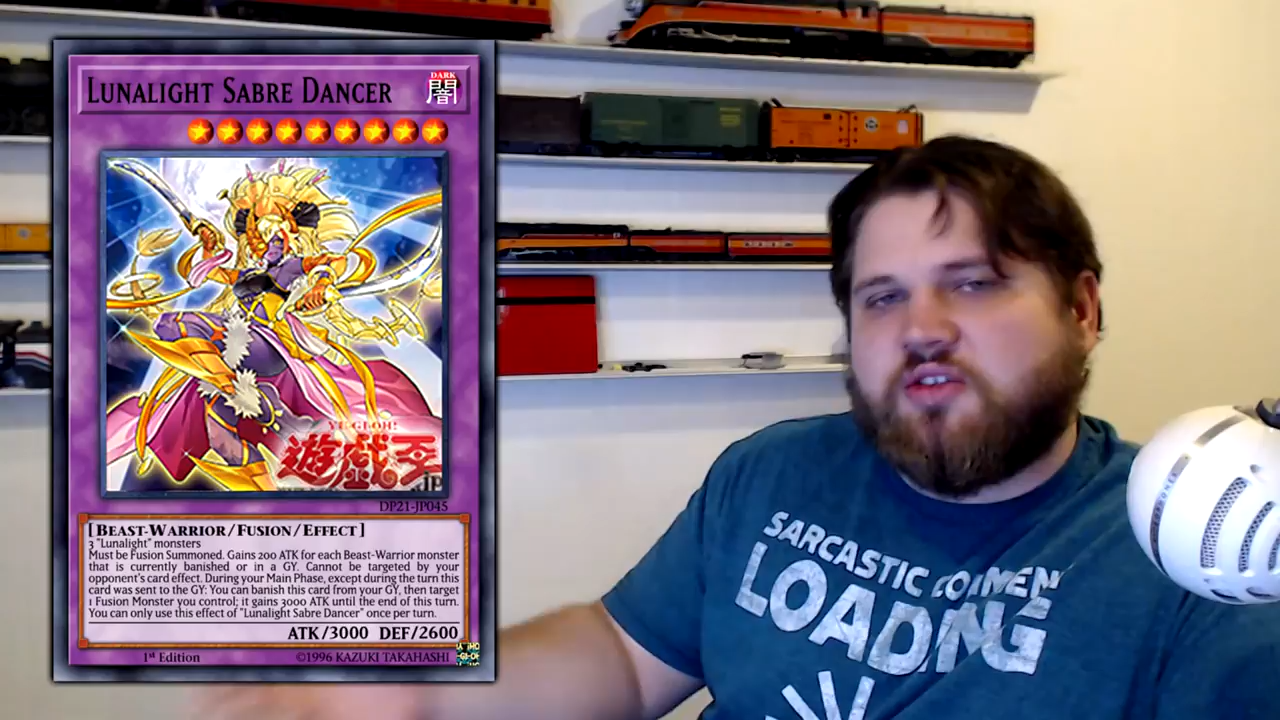 LUNALIGHT SABRE DANCER
DARK
闇
YU-GI-OH!
遊戯王
.jp
DP21-JP045
[BEAST-WARRIOR/FUSION/EFFECT]
3 "Lunalight" monsters
Must be Fusion Summoned. Gains 200 ATK for each Beast-Warrior monster
that is currently banished or in a GY. Cannot be targeted by your
opponent's card effect. During your Main Phase, except during the turn this
card was sent to the GY: You can banish this card from your GY, then target
1 Fusion Monster you control; it gains 3000 ATK until the end of this turn.
You can only use this effect of "Lunalight Sabre Dancer" once per turn.
ATK/3000 DEF/2600
1st Edition
©1996 KAZUKI TAKAHASHI
SARCASTIC
LOADING